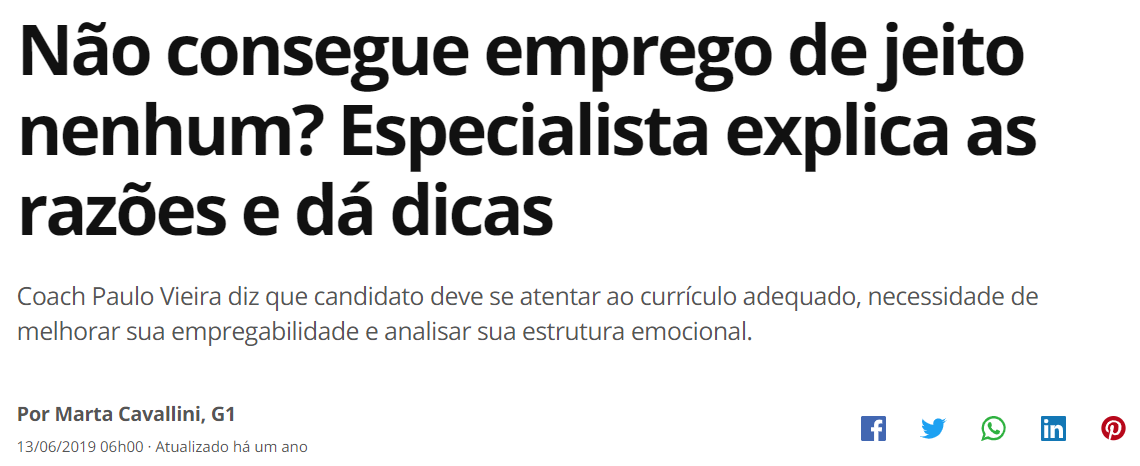 Não consegue emprego de jeito
nenhum? Especialista explica as
razões e dá dicas
Coach Paulo Vieira diz que candidato deve se atentar ao currículo adequado, necessidade de
melhorar sua empregabilidade e analisar sua estrutura emocional.
Por Marta Cavallini, G1
13/06/2019 06h00 · Atualizado há um ano